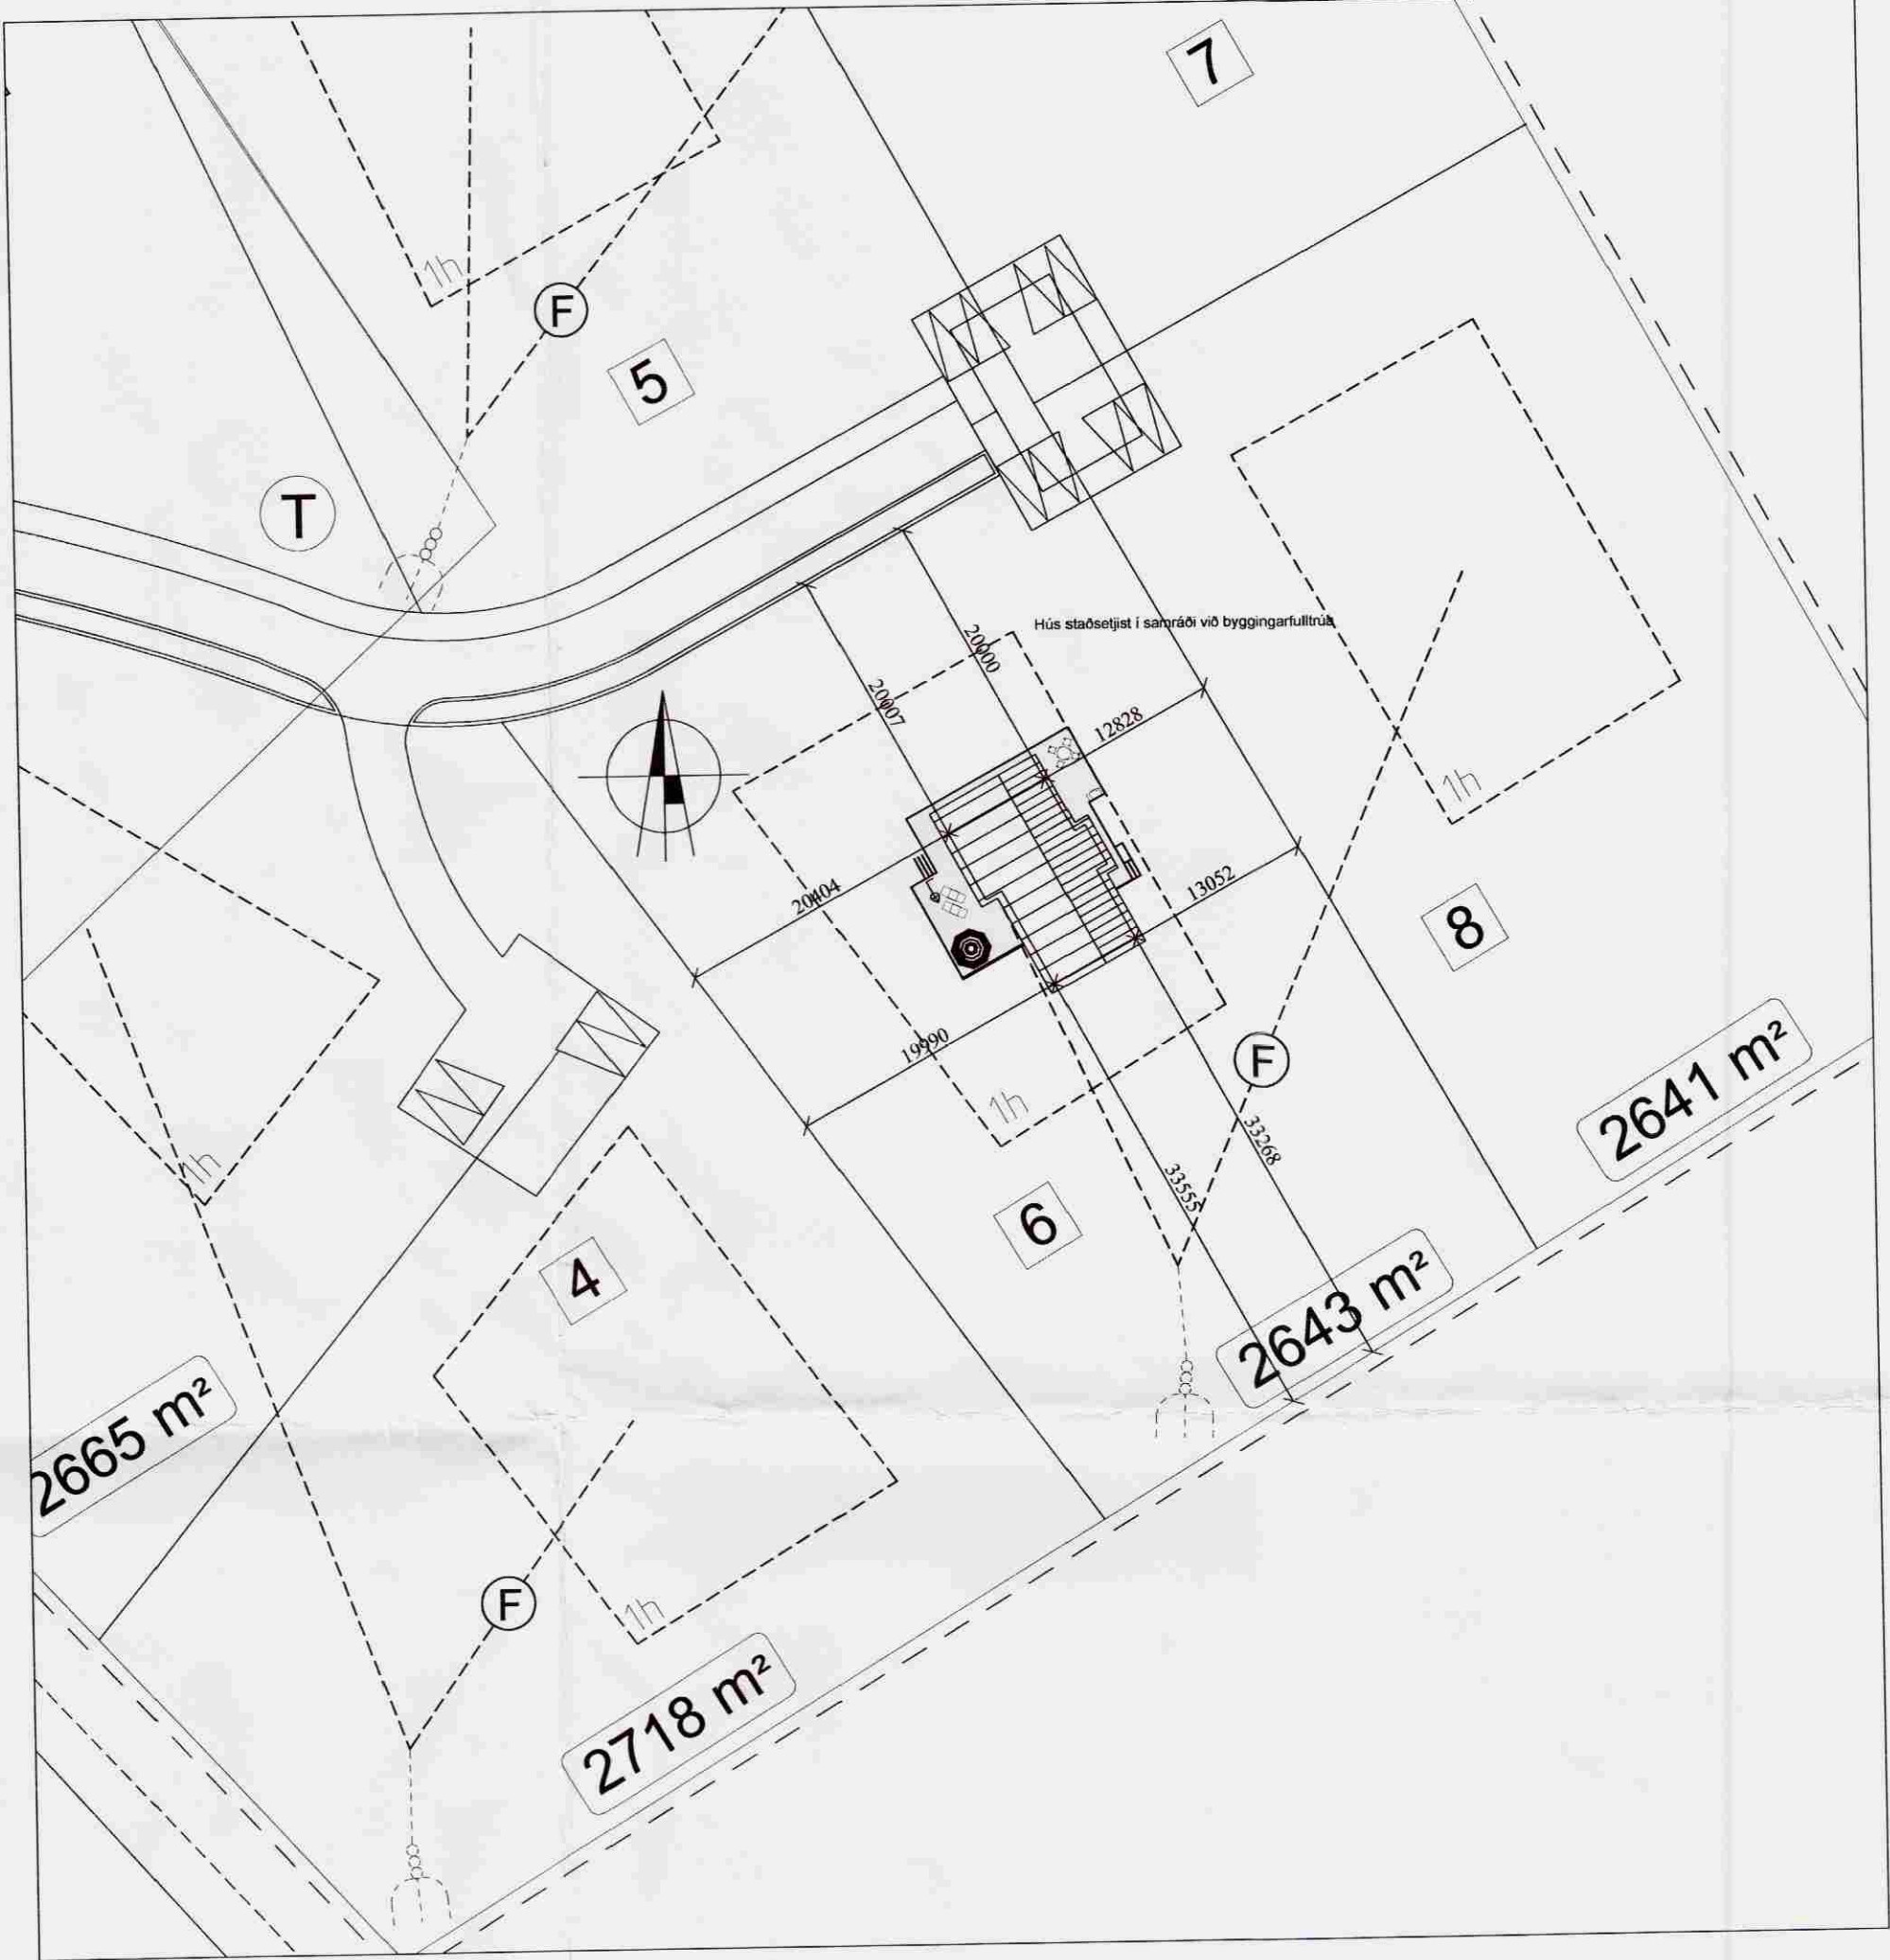 7
1h
F
5
T
Hús staðsetjist í samráði við byggingarfulltrúa
20000
20007
12828
1h
20404
13052
8
19990
F
2641 m²
1h
33268
1h
33555
6
4
2643 m²
2665 m²
F
1h
2718 m²